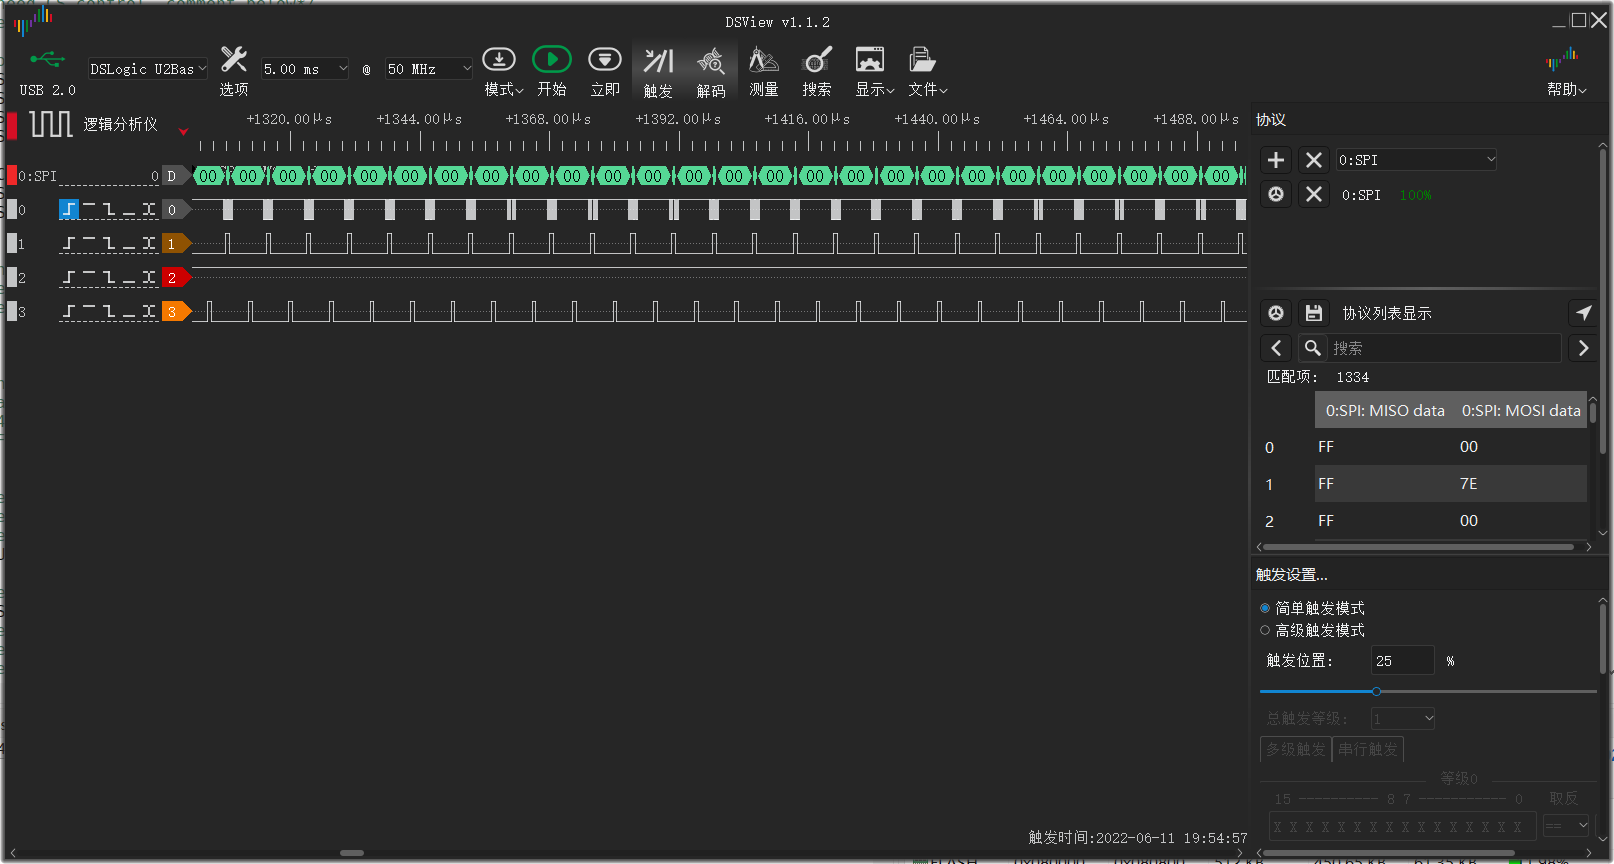 DSView v1.1.2
USB 2.0
DSLogic U2Bas
选项
5.00 ms @ 50 MHz
模式 开始 立即 触发 解码 测量 搜索 显示 文件
帮助
逻辑分析仪
+1320.00μs +1344.00μs +1368.00μs +1392.00μs +1416.00μs +1440.00μs +1464.00μs +1488.00μs
0:SPI 0 D
00 00 00 00 00 00 00 00 00 00 00 00 00 00 00 00 00 00 00 00 00 00 00 00 00 00
0 0
1 1
2 2
3 3
协议
0:SPI
0:SPI 100%
协议列表显示
搜索
匹配项: 1334
0:SPI: MISO data 0:SPI: MOSI data
0 FF 00
1 FF 7E
2 FF 00
触发设置...
简单触发模式
高级触发模式
触发位置: 25 %
总触发等级: 1
多级触发 串行触发
等级0
15 ---------- 8 7 ----------- 0 取反
X X X X X X X X X X X X X X X X ==
触发时间:2022-06-11 19:54:57